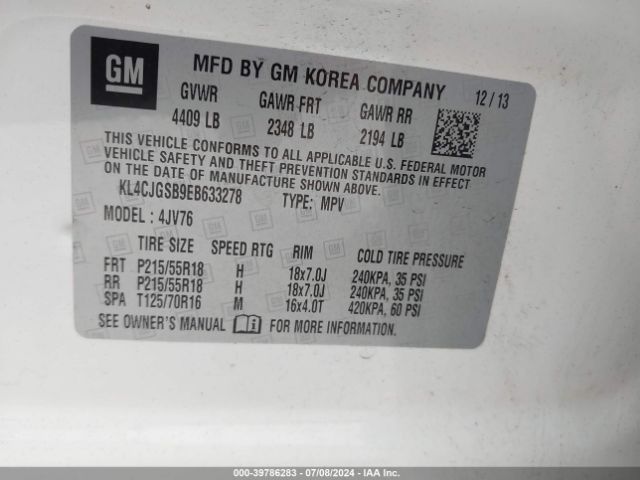 GM
MFD BY GM KOREA COMPANY
12/13
GVWR GAWR FRT GAWR RR
4409 LB 2348 LB 2194 LB
THIS VEHICLE CONFORMS TO ALL APPLICABLE U.S. FEDERAL MOTOR
VEHICLE SAFETY AND THEFT PREVENTION STANDARDS IN EFFECT
ON THE DATE OF MANUFACTURE SHOWN ABOVE.
KL4CJGSB9EB633278 TYPE: MPV
MODEL: 4JV76
TIRE SIZE SPEED RTG RIM COLD TIRE PRESSURE
FRT P215/55R18 H 18x7.0J 240KPA, 35 PSI
RR P215/55R18 H 18x7.0J 240KPA, 35 PSI
SPA T125/70R16 M 16x4.0T 420KPA, 60 PSI
SEE OWNER'S MANUAL FOR MORE INFORMATION.
000-39786283 - 07/08/2024 -